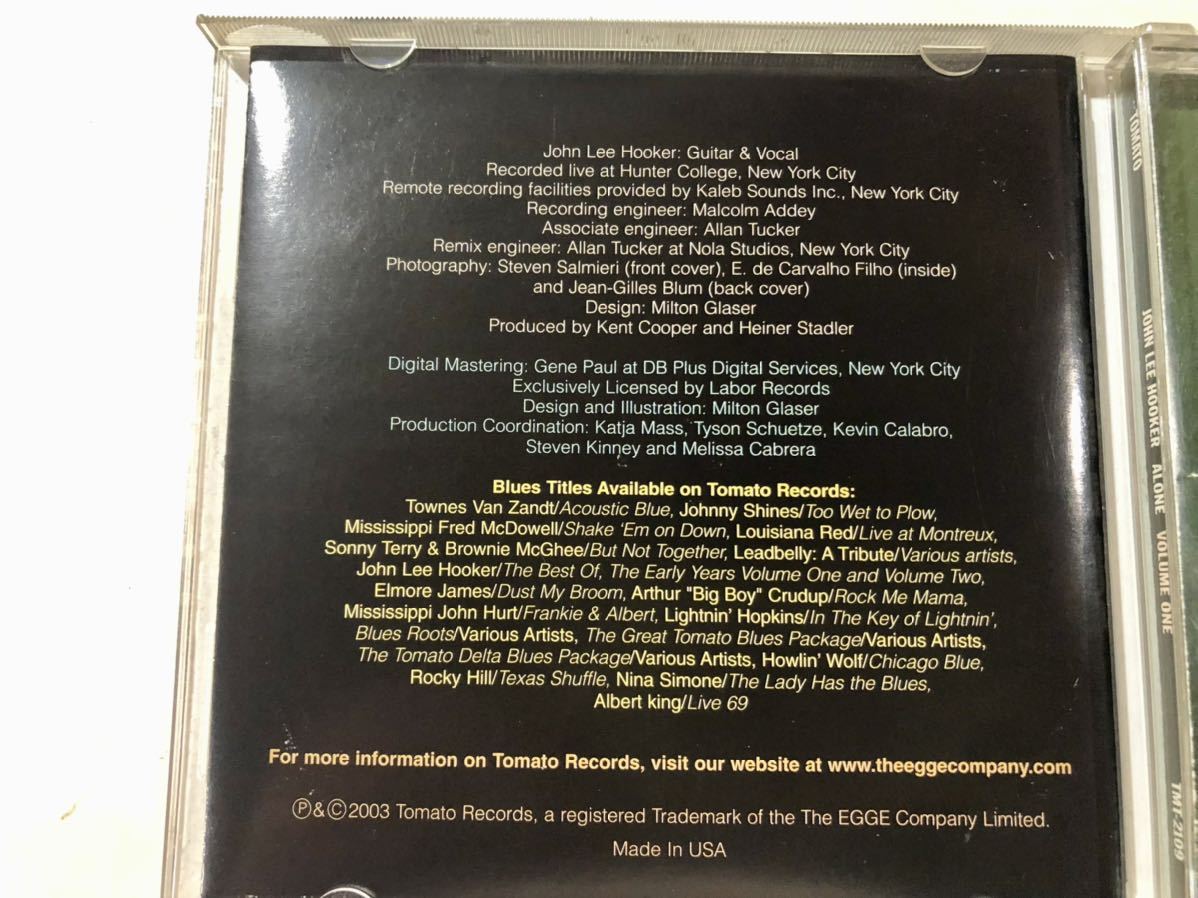 John Lee Hooker: Guitar & Vocal
Recorded live at Hunter College, New York City
Remote recording facilities provided by Kaleb Sounds Inc., New York City
Recording engineer: Malcolm Addey
Associate engineer: Allan Tucker
Remix engineer: Allan Tucker at Nola Studios, New York City
Photography: Steven Salmieri (front cover), E. de Carvalho Filho (inside)
and Jean-Gilles Blum (back cover)
Design: Milton Glaser
Produced by Kent Cooper and Heiner Stadler
Digital Mastering: Gene Paul at DB Plus Digital Services, New York City
Exclusively Licensed by Labor Records
Design and Illustration: Milton Glaser
Production Coordination: Katja Mass, Tyson Schuetze, Kevin Calabro,
Steven Kinney and Melissa Cabrera
Blues Titles Available on Tomato Records:
Townes Van Zandt/Acoustic Blue, Johnny Shines/Too Wet to Plow,
Mississippi Fred McDowell/Shake 'Em on Down, Louisiana Red/Live at Montreux,
Sonny Terry & Brownie McGhee/But Not Together, Leadbelly: A Tribute/Various artists,
John Lee Hooker/The Best Of, The Early Years Volume One and Volume Two,
Elmore James/Dust My Broom, Arthur "Big Boy" Crudup/Rock Me Mama,
Mississippi John Hurt/Frankie & Albert, Lightnin' Hopkins/In The Key of Lightnin',
Blues Roots/Various Artists, The Great Tomato Blues Package/Various Artists,
The Tomato Delta Blues Package/Various Artists, Howlin' Wolf/Chicago Blue,
Rocky Hill/Texas Shuffle, Nina Simone/The Lady Has the Blues,
Albert king/Live 69
For more information on Tomato Records, visit our website at www.theeggecompany.com
Ⓟ&©2003 Tomato Records, a registered Trademark of the The EGGE Company Limited.
Made In USA
TOMATO
JOHN LEE HOOKER ALONE VOLUME ONE
TMT-2109